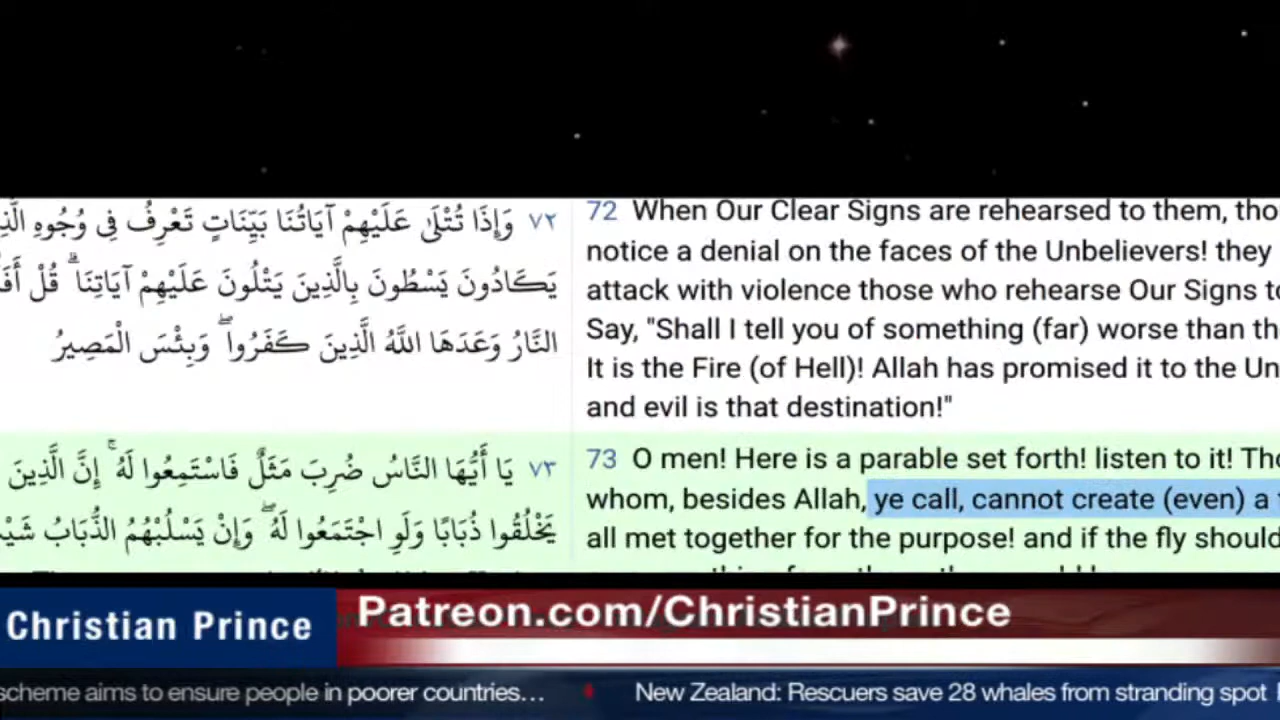 ٧٢ وَإِذَا تُتْلَىٰ عَلَيْهِمْ آيَاتُنَا بَيِّنَاتٍ تَعْرِفُ فِي وُجُوهِ
يَكَادُونَ يَسْطُونَ بِالَّذِينَ يَتْلُونَ عَلَيْهِمْ آيَاتِنَا ۗ قُلْ
النَّارُ وَعَدَهَا اللَّهُ الَّذِينَ كَفَرُوا ۖ وَبِئْسَ الْمَصِيرُ
72 When Our Clear Signs are rehearsed to them, tho
notice a denial on the faces of the Unbelievers! they
attack with violence those who rehearse Our Signs to
Say, "Shall I tell you of something (far) worse than th
It is the Fire (of Hell)! Allah has promised it to the Un
and evil is that destination!"
٧٣ يَا أَيُّهَا النَّاسُ ضُرِبَ مَثَلٌ فَاسْتَمِعُوا لَهُ ۚ إِنَّ الَّذِينَ
يَخْلُقُوا ذُبَابًا وَلَوِ اجْتَمَعُوا لَهُ ۖ وَإِنْ يَسْلُبْهُمُ الذُّبَابُ
73 O men! Here is a parable set forth! listen to it! Tho
whom, besides Allah, ye call, cannot create (even) a
all met together for the purpose! and if the fly should
Christian Prince
Patreon.com/ChristianPrince
scheme aims to ensure people in poorer countries... New Zealand: Rescuers save 28 whales from stranding spot